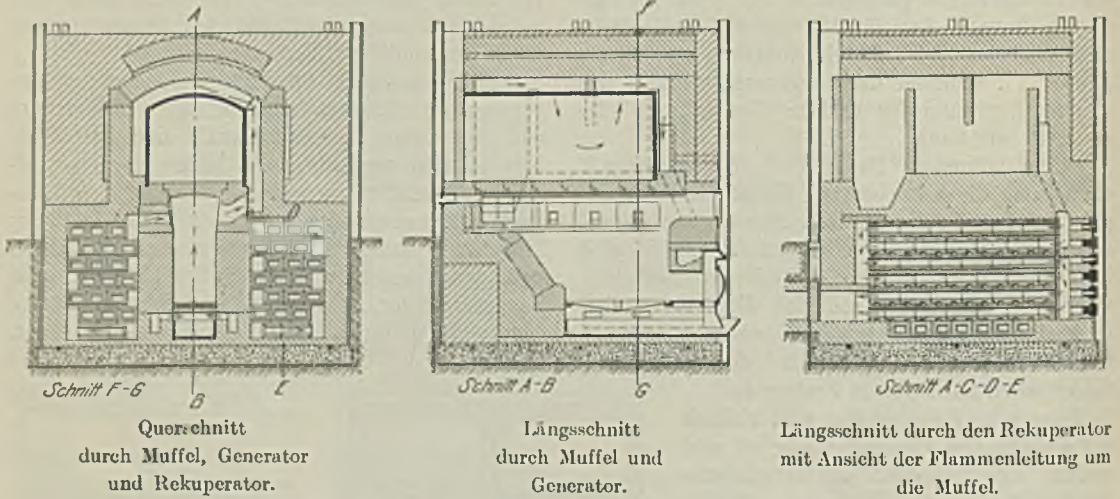 A
F
Schnitt F-G
B
E
Schnitt A-B
G
Schnitt A-C-D-E
Querschnitt
durch Muffel, Generator
und Rekuperator.
Längsschnitt
durch Muffel und
Generator.
Längsschnitt durch den Rekuperator
mit Ansicht der Flammenleitung um
die Muffel.